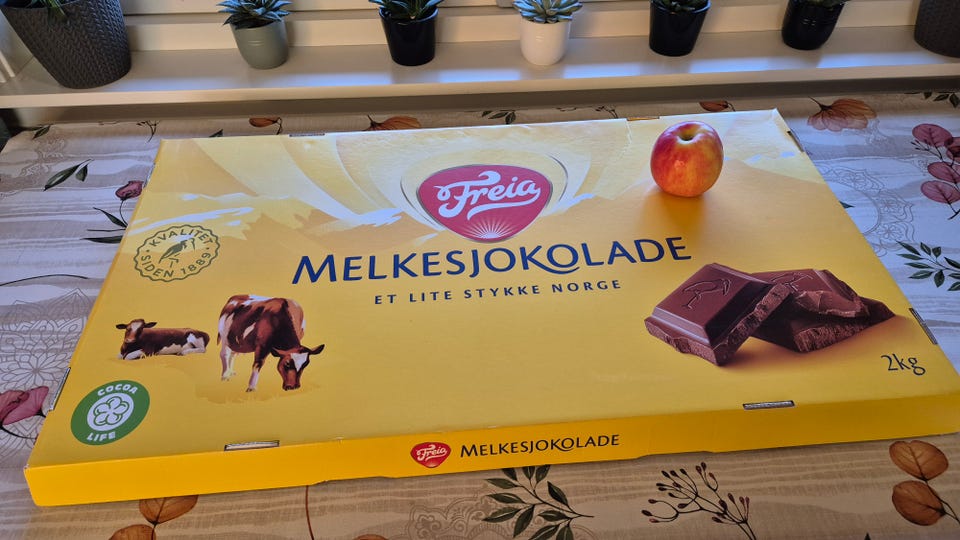 Freia
KVALITET
SIDEN 1889
MELKESJOKOLADE
ET LITE STYKKE NORGE
2kg
COCOA
LIFE
Freia MELKESJOKOLADE